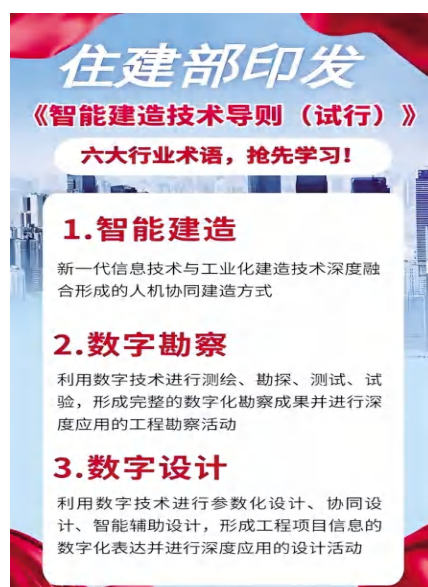 住建部印发
《智能建造技术导则（试行）》
六大行业术语，抢先学习！
1.智能建造
新一代信息技术与工业化建造技术深度融
合形成的人机协同建造方式
2.数字勘察
利用数字技术进行测绘、勘探、测试、试
验，形成完整的数字化勘察成果并进行深
度应用的工程勘察活动
3.数字设计
利用数字技术进行参数化设计、协同设
计、智能辅助设计，形成工程项目信息的
数字化表达并进行深度应用的设计活动